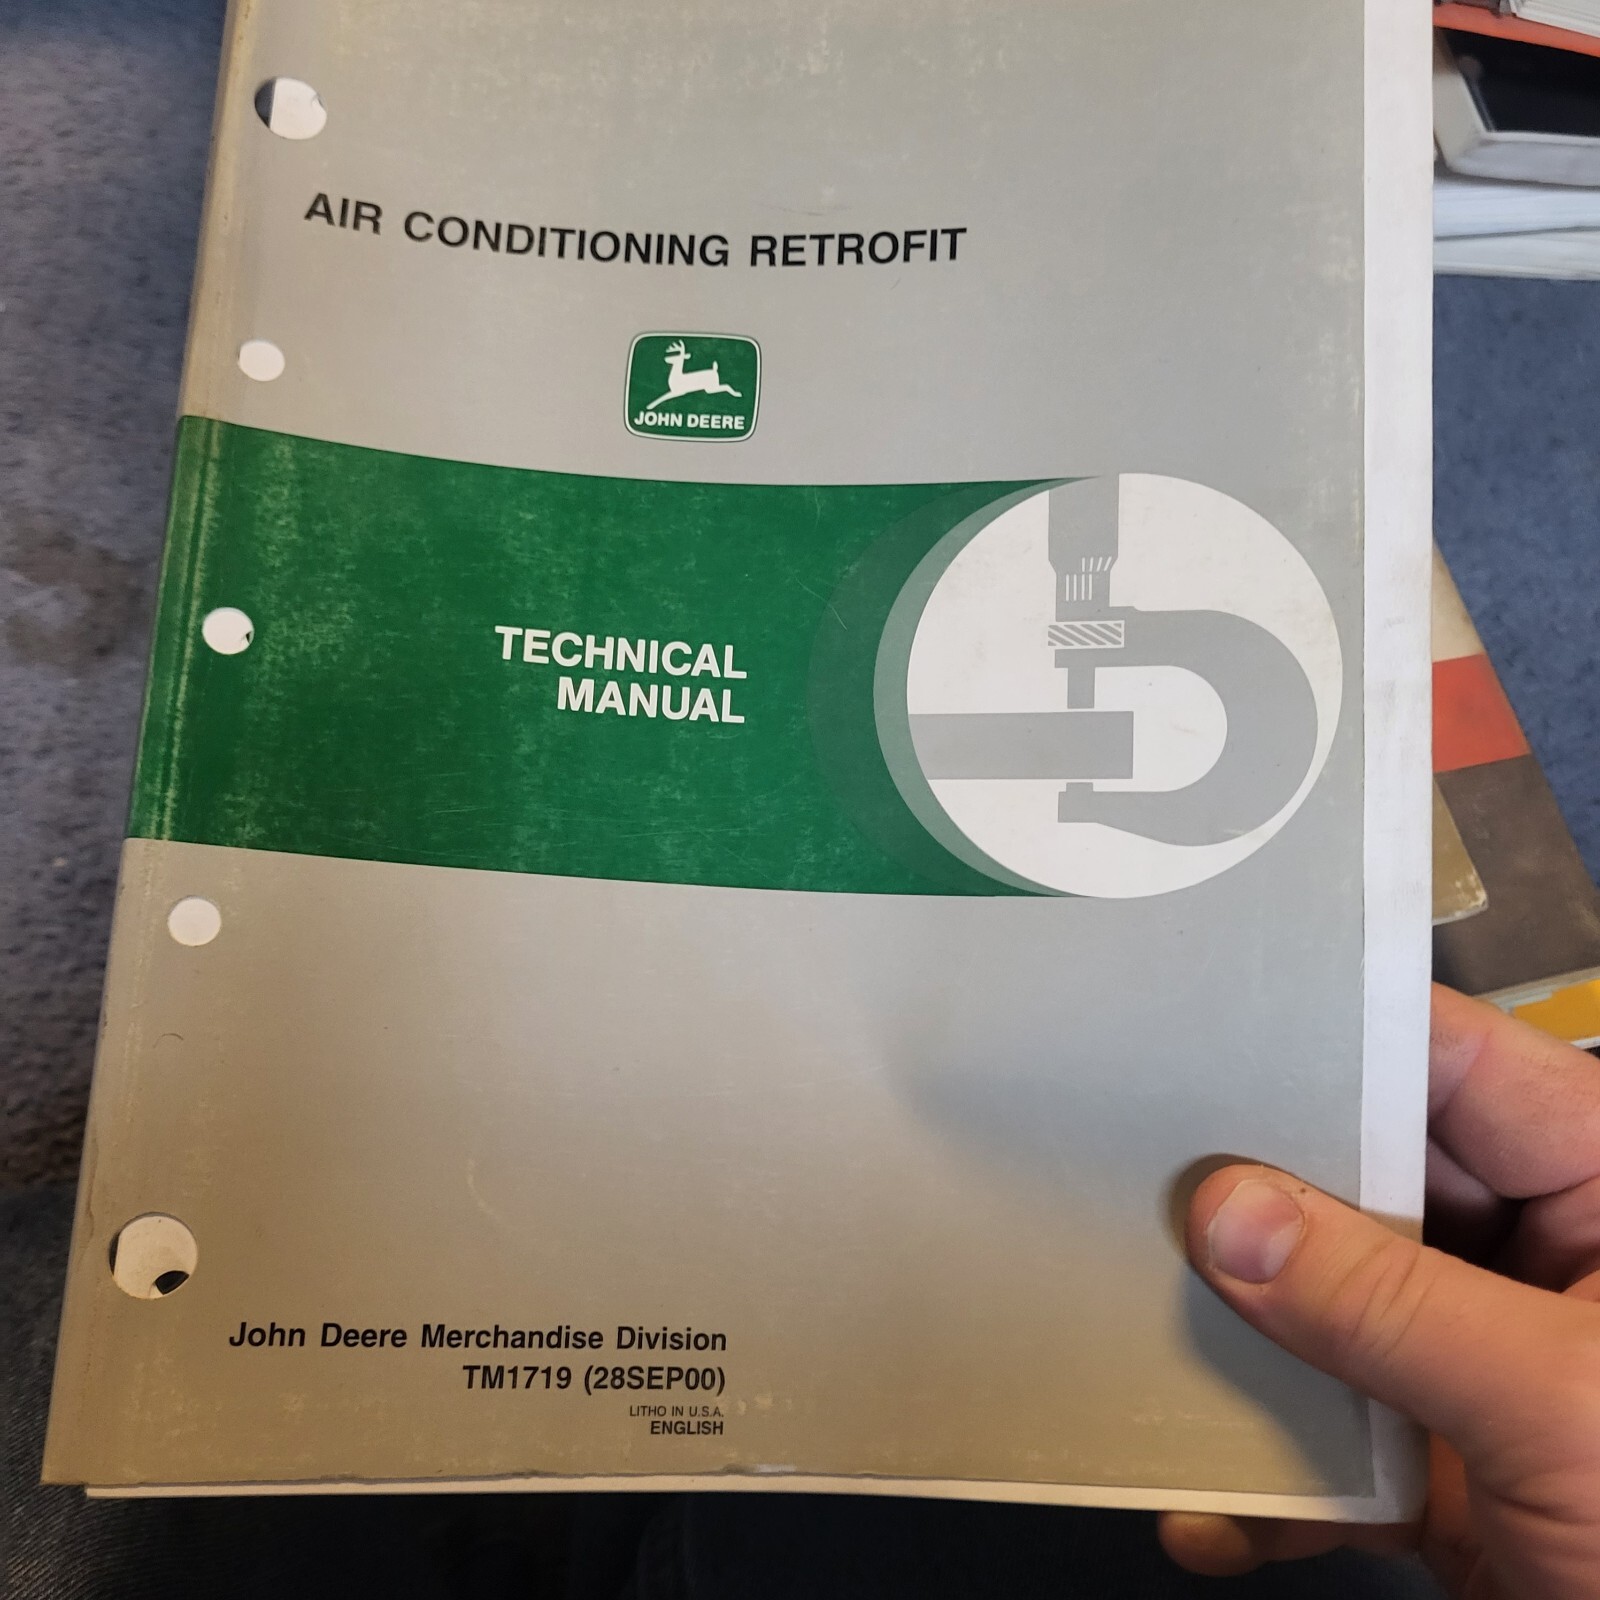 AIR CONDITIONING RETROFIT
JOHN DEERE
TECHNICAL
MANUAL
John Deere Merchandise Division
TM1719 (28SEP00)
LITHO IN U.S.A.
ENGLISH